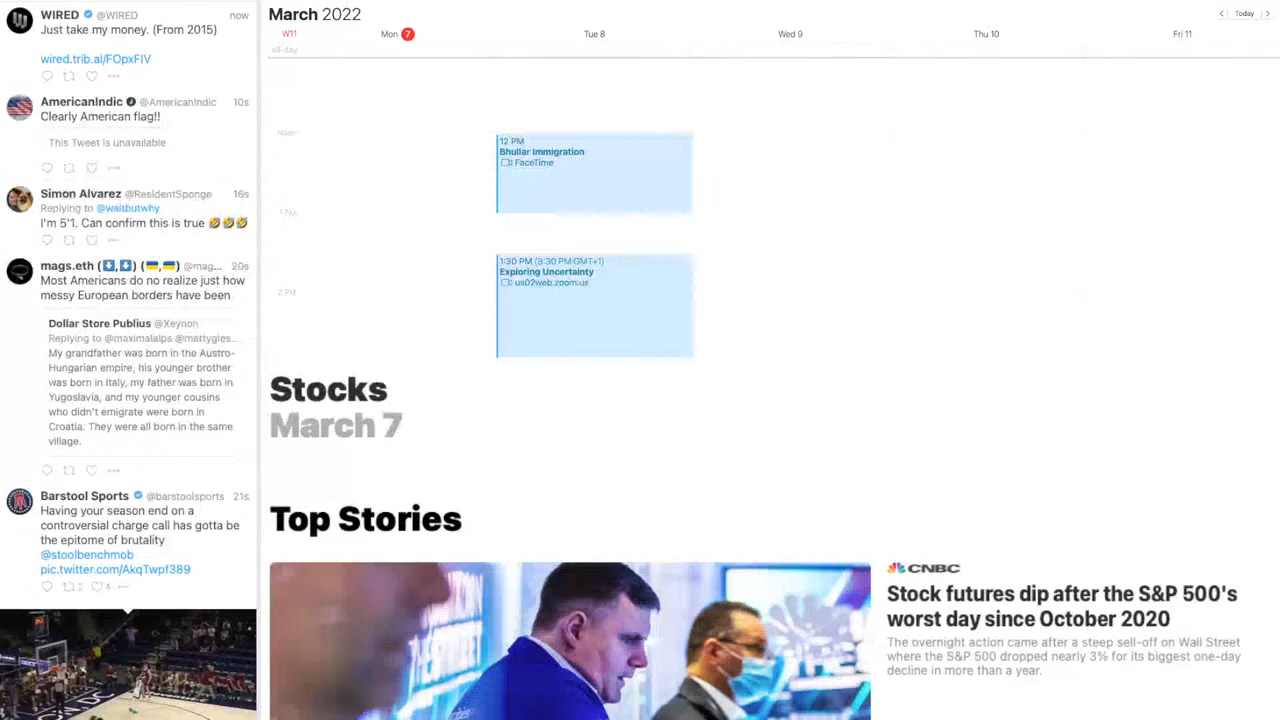 WIRED @WIRED now
Just take my money. (From 2015)
wired.trib.al/FOpxFIV
AmericanIndic @AmericanIndic 10s
Clearly American flag!!
This Tweet is unavailable
Simon Alvarez @ResidentSponge 16s
Replying to @waitbutwhy
I'm 5'1. Can confirm this is true 🤣🤣🤣
mags.eth (⬇️,⬇️) (🇺🇦,🇺🇦) @mag... 20s
Most Americans do no realize just how
messy European borders have been
Dollar Store Publius @Xeynon
Replying to @maximalalps @mattygles...
My grandfather was born in the Austro-
Hungarian empire, his younger brother
was born in Italy, my father was born in
Yugoslavia, and my younger cousins
who didn't emigrate were born in
Croatia. They were all born in the same
village.
Barstool Sports @barstoolsports 21s
Having your season end on a
controversial charge call has gotta be
the epitome of brutality
@stoolbenchmob
pic.twitter.com/AkqTwpf389
2 4
March 2022
Today
W11 Mon 7 Tue 8 Wed 9 Thu 10 Fri 11
all-day
Noon
12 PM
Bhullar Immigration
FaceTime
1 PM
1:30 PM (8:30 PM GMT+1)
Exploring Uncertainty
us02web.zoom.us
2 PM
Stocks
March 7
Top Stories
CNBC
Stock futures dip after the S&P 500's
worst day since October 2020
The overnight action came after a steep sell-off on Wall Street
where the S&P 500 dropped nearly 3% for its biggest one-day
decline in more than a year.